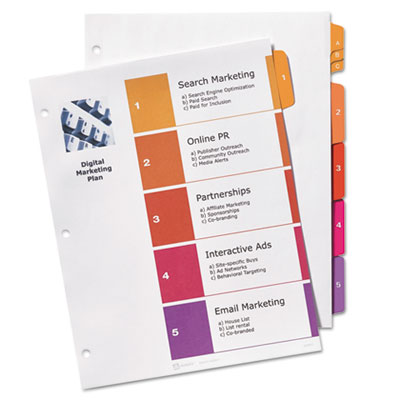 Digital
Marketing
Plan
1
Search Marketing
a) Search Engine Optimization
b) Paid Search
c) Paid for Inclusion
1
2
Online PR
a) Publisher Outreach
b) Community Outreach
c) Media Alerts
3
Partnerships
a) Affiliate Marketing
b) Sponsorships
c) Co-branding
4
Interactive Ads
a) Site-specific Buys
b) Ad Networks
c) Behavioral Targeting
5
Email Marketing
a) House List
b) List rental
c) Co-branded
A
B
C
2
3
4
5